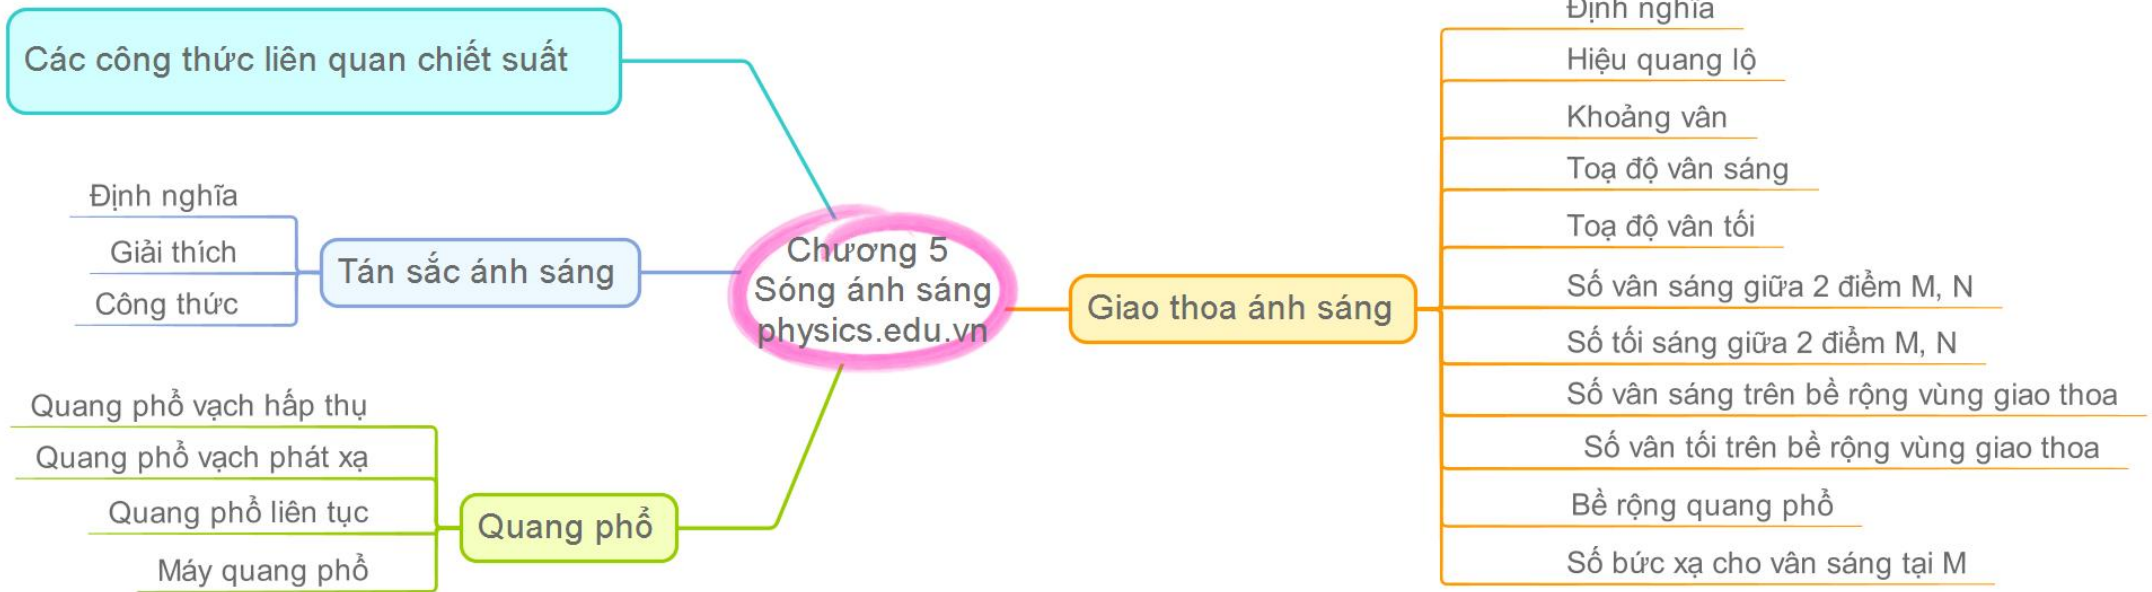 Các công thức liên quan chiết suất
Định nghĩa
Giải thích
Công thức
Tán sắc ánh sáng
Quang phổ vạch hấp thụ
Quang phổ vạch phát xạ
Quang phổ liên tục
Máy quang phổ
Quang phổ
Chương 5
Sóng ánh sáng
physics.edu.vn
Giao thoa ánh sáng
Định nghĩa
Hiệu quang lộ
Khoảng vân
Toạ độ vân sáng
Toạ độ vân tối
Số vân sáng giữa 2 điểm M, N
Số tối sáng giữa 2 điểm M, N
Số vân sáng trên bề rộng vùng giao thoa
Số vân tối trên bề rộng vùng giao thoa
Bề rộng quang phổ
Số bức xạ cho vân sáng tại M